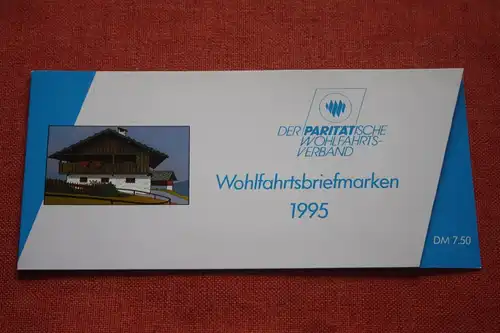 DER PARITÄTISCHE
WOHLFAHRTS-
VERBAND
Wohlfahrtsbriefmarken
1995
DM 7.50